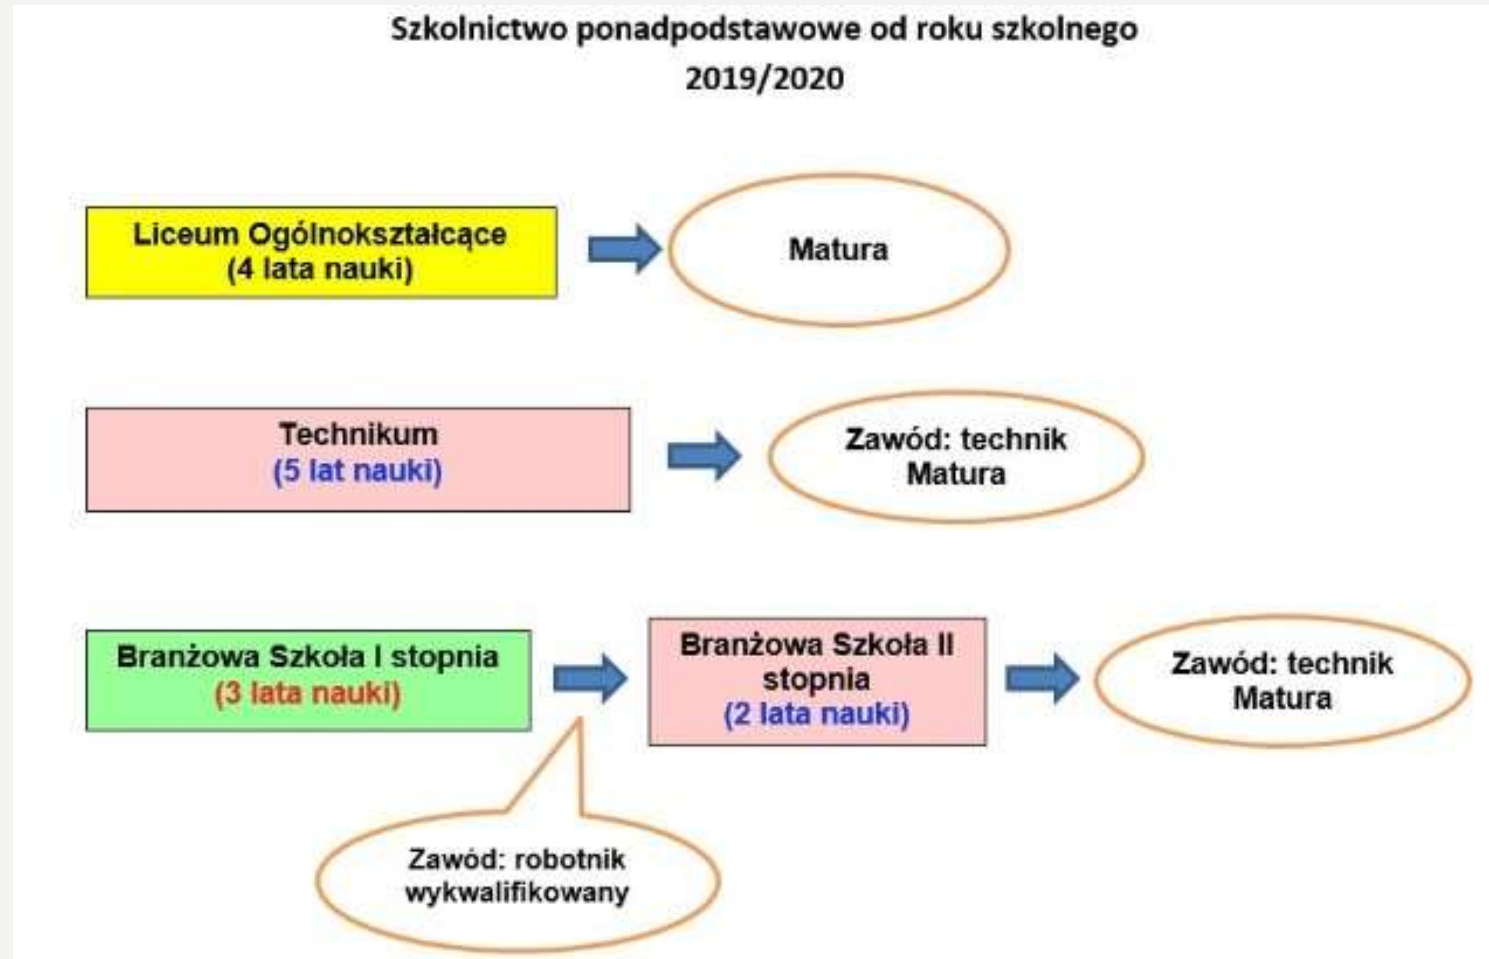 Szkolnictwo ponadpodstawowe od roku szkolnego
2019/2020
Liceum Ogólnokształcące
(4 lata nauki)
Matura
Technikum
(5 lat nauki)
Zawód: technik
Matura
Branżowa Szkoła I stopnia
(3 lata nauki)
Branżowa Szkoła II
stopnia
(2 lata nauki)
Zawód: technik
Matura
Zawód: robotnik
wykwalifikowany